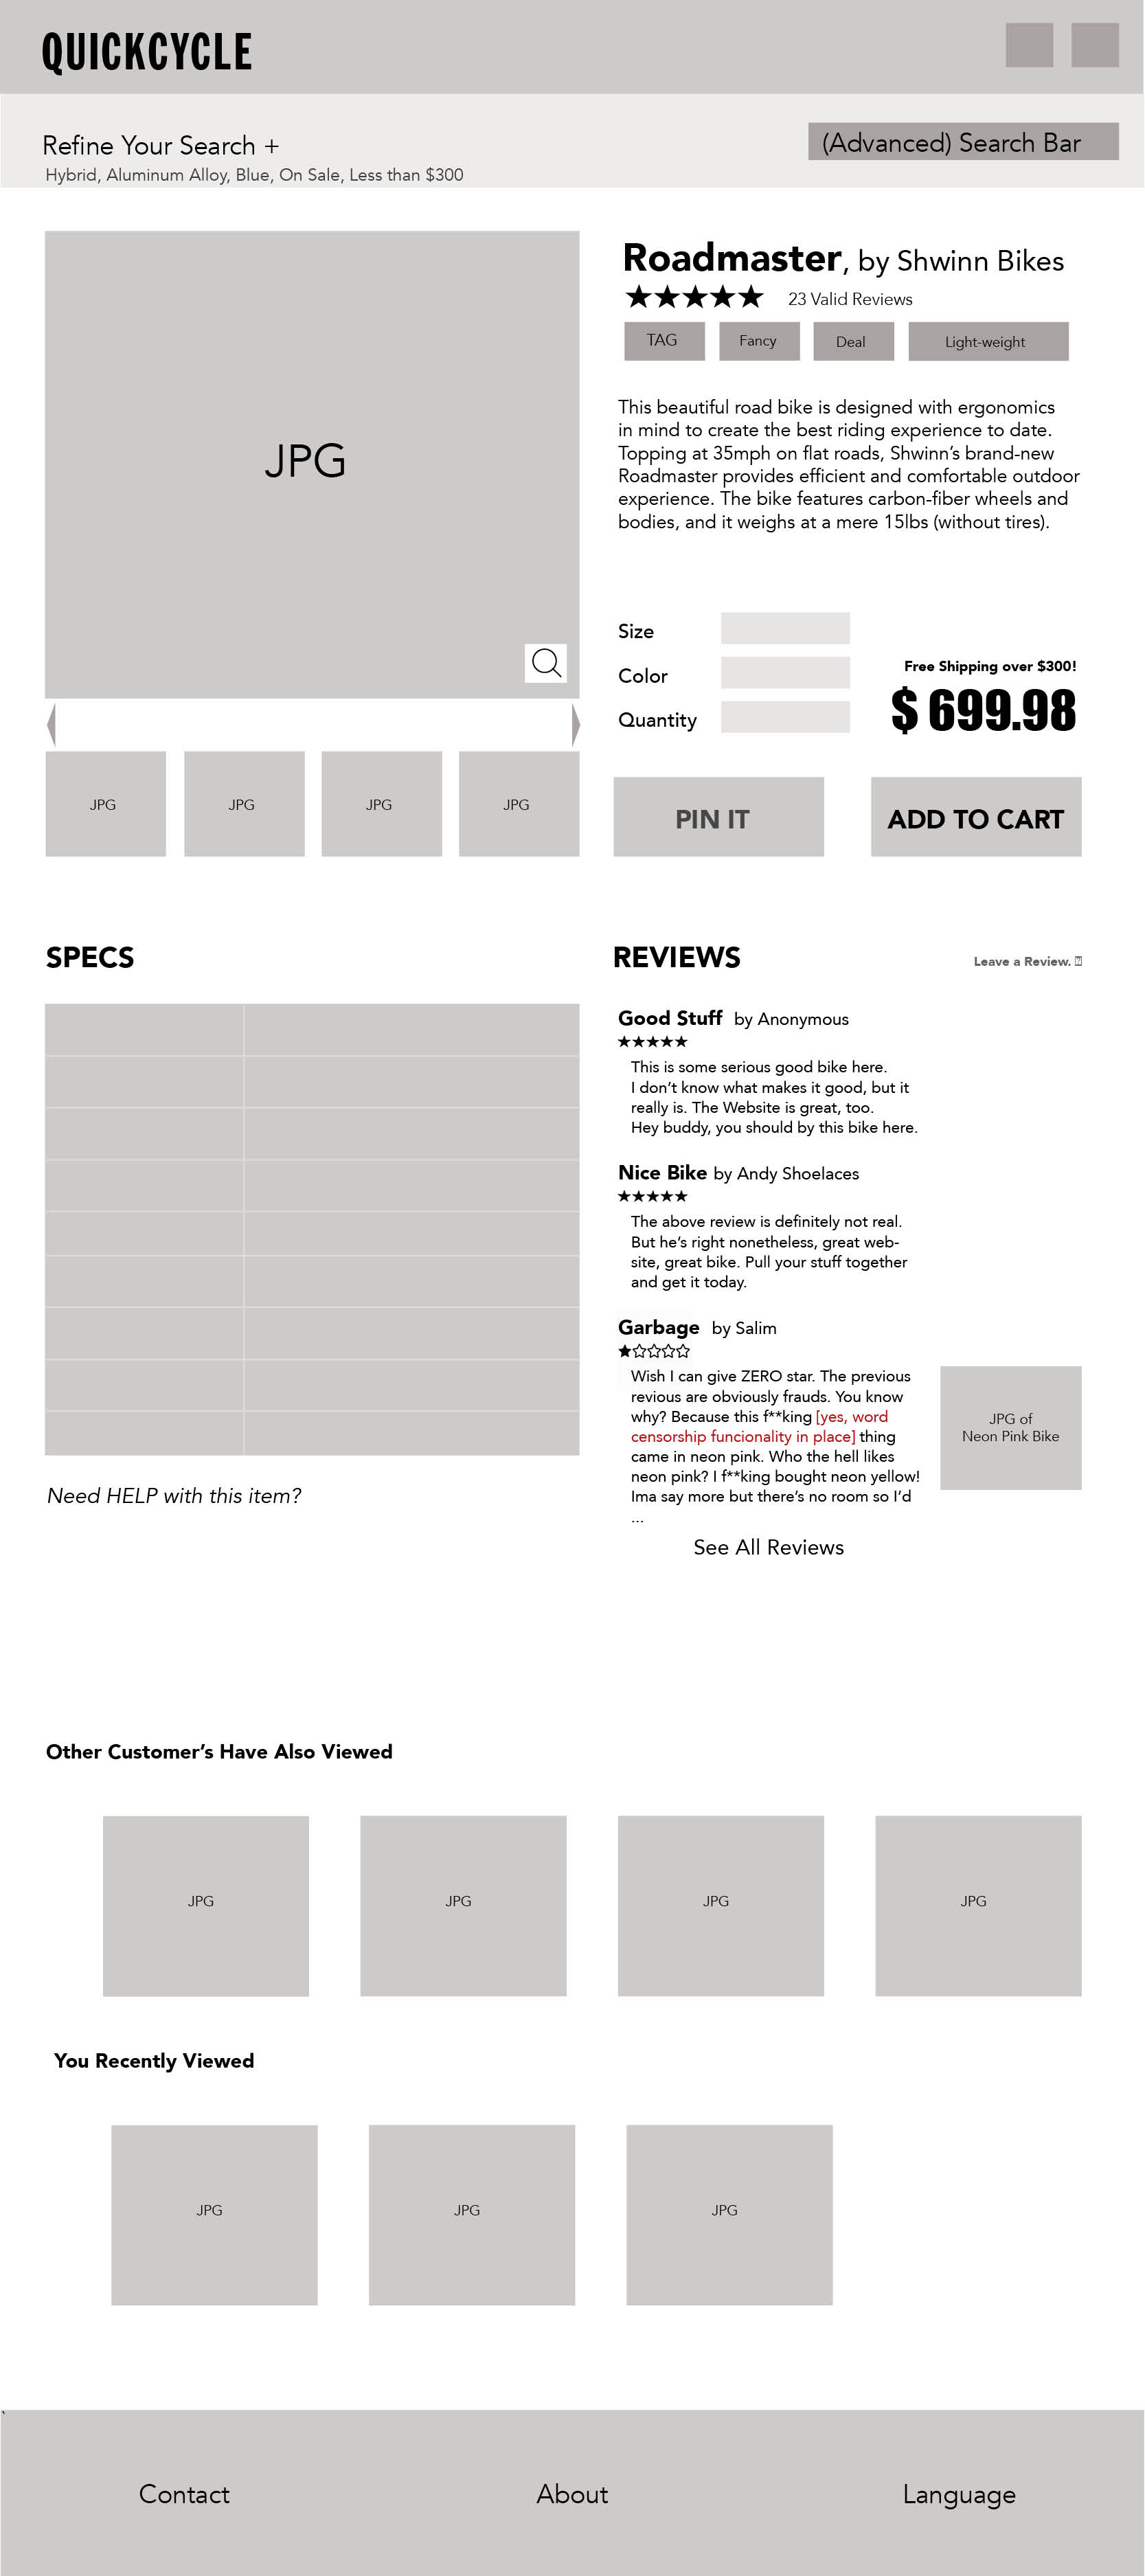 QUICKCYCLE
Refine Your Search +
(Advanced) Search Bar
Hybrid, Aluminum Alloy, Blue, On Sale, Less than $300
JPG
Roadmaster, by Shwinn Bikes
★★★★★ 23 Valid Reviews
TAG Fancy Deal Light-weight
This beautiful road bike is designed with ergonomics
in mind to create the best riding experience to date.
Topping at 35mph on flat roads, Shwinn’s brand-new
Roadmaster provides efficient and comfortable outdoor
experience. The bike features carbon-fiber wheels and
bodies, and it weighs at a mere 15lbs (without tires).
Size
Color
Quantity
Free Shipping over $300!
$ 699.98
JPG JPG JPG JPG
PIN IT
ADD TO CART
SPECS
Need HELP with this item?
REVIEWS
Leave a Review.
Good Stuff by Anonymous
★★★★★
This is some serious good bike here.
I don’t know what makes it good, but it
really is. The Website is great, too.
Hey buddy, you should by this bike here.
Nice Bike by Andy Shoelaces
★★★★★
The above review is definitely not real.
But he’s right nonetheless, great web-
site, great bike. Pull your stuff together
and get it today.
Garbage by Salim
★☆☆☆☆
Wish I can give ZERO star. The previous
revious are obviously frauds. You know
why? Because this f**king [yes, word
censorship funcionality in place] thing
came in neon pink. Who the hell likes
neon pink? I f**king bought neon yellow!
Ima say more but there’s no room so I’d
...
JPG of
Neon Pink Bike
See All Reviews
Other Customer’s Have Also Viewed
JPG JPG JPG JPG
You Recently Viewed
JPG JPG JPG
Contact About Language